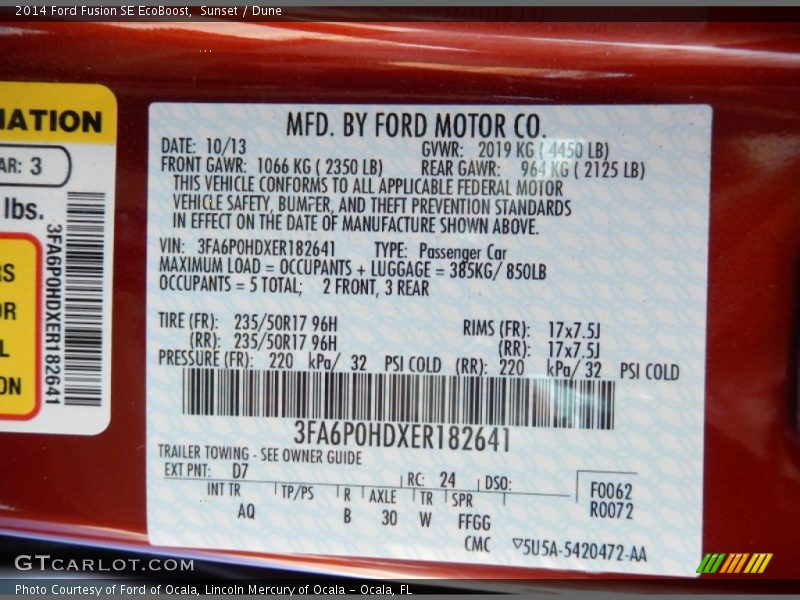 2014 Ford Fusion SE EcoBoost, Sunset / Dune
MATION
AR: 3
lbs.
3FA6P0HDXER182641
RS
OR
L
ON
MFD. BY FORD MOTOR CO.
DATE: 10/13 GVWR: 2019 KG ( 4450 LB)
FRONT GAWR: 1066 KG ( 2350 LB) REAR GAWR: 964 KG ( 2125 LB)
THIS VEHICLE CONFORMS TO ALL APPLICABLE FEDERAL MOTOR
VEHICLE SAFETY, BUMPER, AND THEFT PREVENTION STANDARDS
IN EFFECT ON THE DATE OF MANUFACTURE SHOWN ABOVE.
VIN: 3FA6P0HDXER182641 TYPE: Passenger Car
MAXIMUM LOAD = OCCUPANTS + LUGGAGE = 385KG/ 850LB
OCCUPANTS = 5 TOTAL; 2 FRONT, 3 REAR
TIRE (FR): 235/50R17 96H RIMS (FR): 17x7.5J
(RR): 235/50R17 96H (RR): 17x7.5J
PRESSURE (FR): 220 kPa/ 32 PSI COLD (RR): 220 kPa/ 32 PSI COLD
3FA6P0HDXER182641
TRAILER TOWING - SEE OWNER GUIDE
EXT PNT: D7 RC: 24 DSO: F0062
INT TR TP/PS R AXLE TR SPR R0072
AQ B 30 W FFGG
CMC ▽5U5A-5420472-AA
GTCARLOT.COM
Photo Courtesy of Ford of Ocala, Lincoln Mercury of Ocala - Ocala, FL